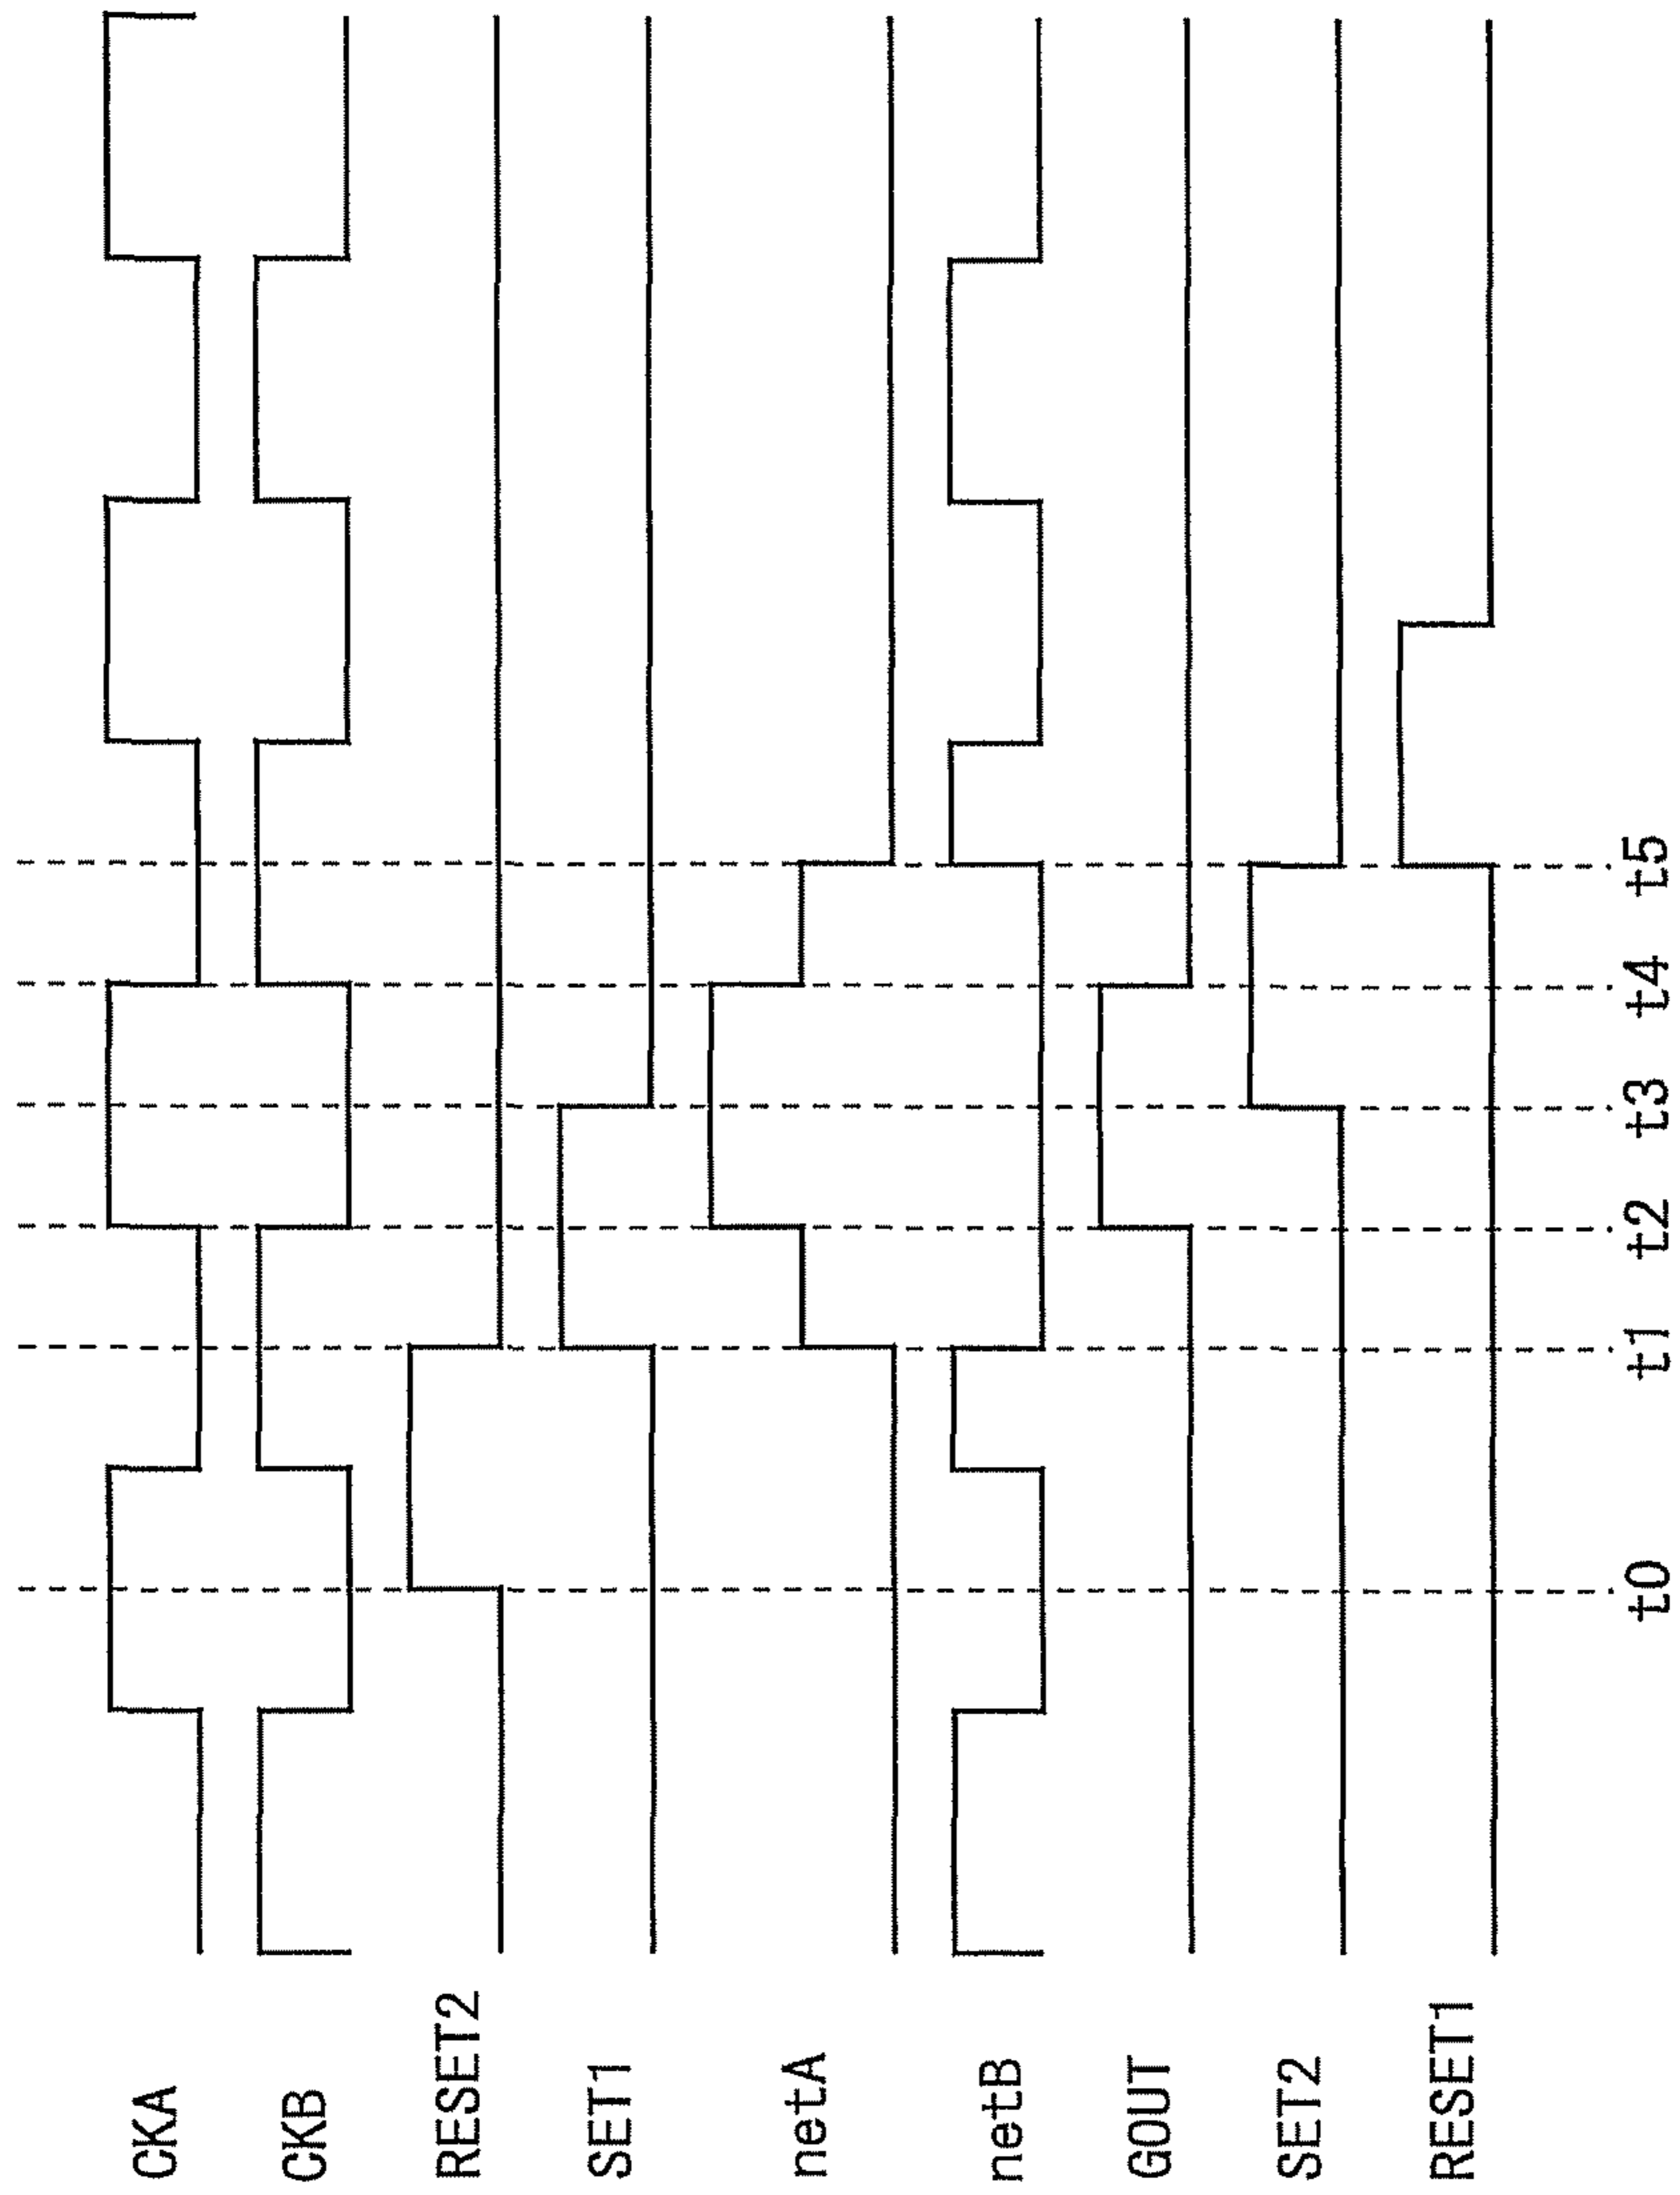 CKA
CKB
RESET2
SET1
netA
netB
GOUT
SET2
RESET1
t0 t1 t2 t3 t4 t5